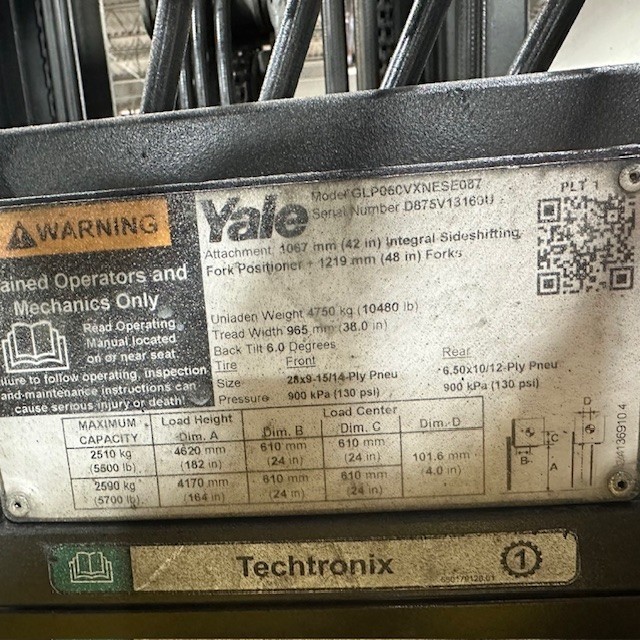 WARNING
ained Operators and
Mechanics Only
Read Operating
Manual located
on or near seat
ilure to follow operating, inspection
and maintenance instructions can
cause serious injury or death!
Yale
Model GLP060VXNESE087
Serial Number
PLT 1
Attachment 1067 mm (42 in) Integral Sideshifting
Fork Positioner + 1219 mm (48 in) Forks
Unladen Weight 4750 kg (10480 lb)
Tread Width 965 mm (38.0 in)
Back Tilt 6.0 Degrees
Tire Front Rear
Size 28x9-15/14-Ply Pneu 6.50x10/12-Ply Pneu
Pressure 900 kPa (130 psi) 900 kPa (130 psi)
MAXIMUM CAPACITY Load Height Dim. A Load Center Dim. B Dim. C Dim. D
2510 kg 4620 mm 610 mm 610 mm 101.6 mm
(5500 lb) (182 in) (24 in) (24 in) (4.0 in)
2590 kg 4170 mm 610 mm 610 mm
(5700 lb) (164 in) (24 in) (24 in)
D
C
B
A
Techtronix
1